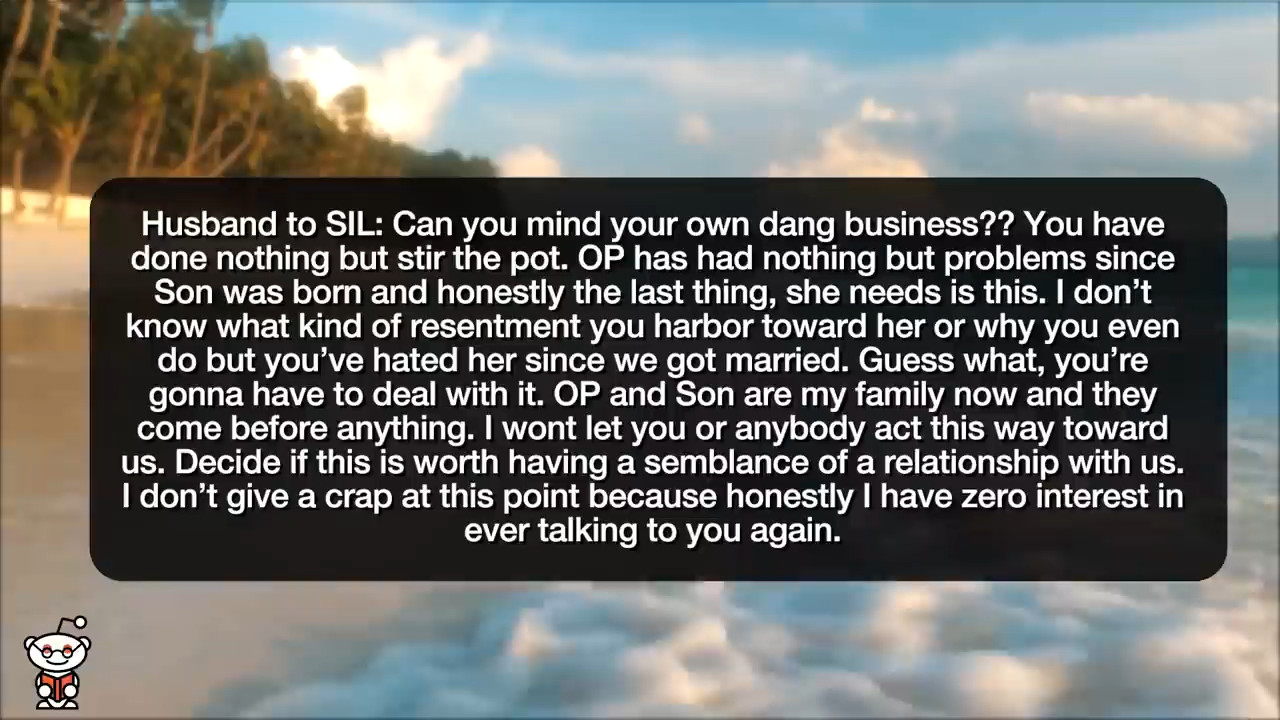 Husband to SIL: Can you mind your own dang business?? You have
done nothing but stir the pot. OP has had nothing but problems since
Son was born and honestly the last thing, she needs is this. I don’t
know what kind of resentment you harbor toward her or why you even
do but you’ve hated her since we got married. Guess what, you’re
gonna have to deal with it. OP and Son are my family now and they
come before anything. I wont let you or anybody act this way toward
us. Decide if this is worth having a semblance of a relationship with us.
I don’t give a crap at this point because honestly I have zero interest in
ever talking to you again.